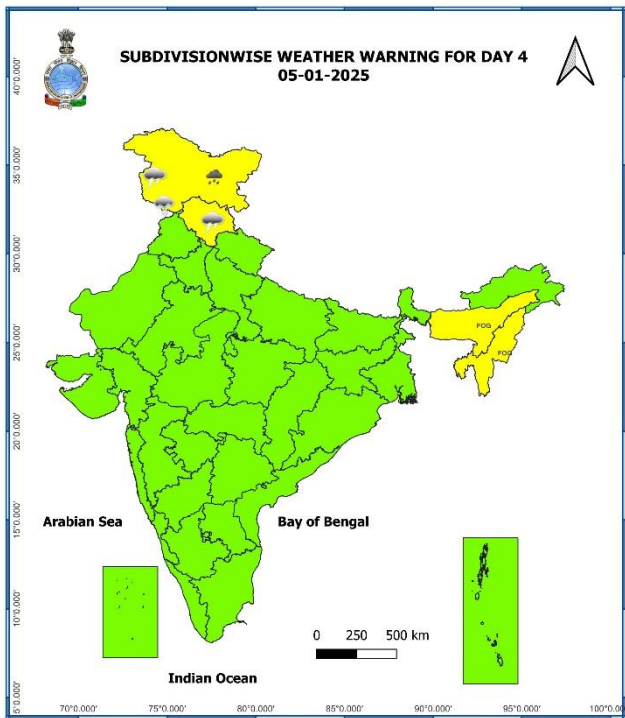 SUBDIVISIONWISE WEATHER WARNING FOR DAY 4
05-01-2025
40°0.000'
35°0.000'
30°0.000'
FOG
25°0.000'
FOG
20°0.000'
15°0.000'
Arabian Sea
Bay of Bengal
10°0.000'
0 250 500 km
Indian Ocean
5°0.000'
70°0.000' 75°0.000' 80°0.000' 85°0.000' 90°0.000' 95°0.000'